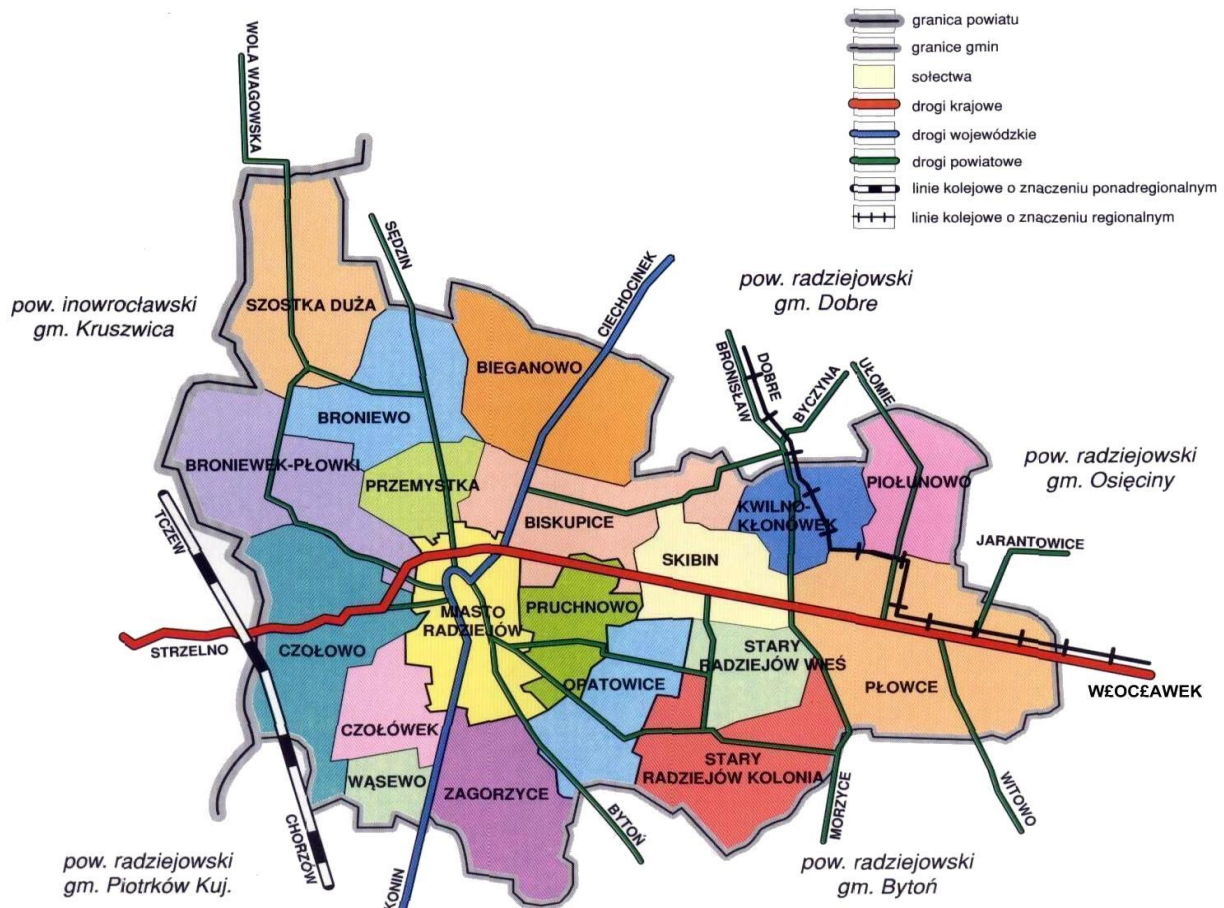 granica powiatu
granice gmin
sołectwa
drogi krajowe
drogi wojewódzkie
drogi powiatowe
linie kolejowe o znaczeniu ponadregionalnym
linie kolejowe o znaczeniu regionalnym
WOLA WAGOWSKA
SĘDZIN
CIECHOCINEK
pow. radziejowski
gm. Dobre
pow. inowrocławski
gm. Kruszwica
SZOSTKA DUŻA
BIEGANOWO
BRONISŁAW
DOBRE
BYCZYNA
UŁOMIE
BRONIEWO
BRONIEWEK-PŁOWKI
PRZEMYSTKA
BISKUPICE
KWILNO-
KŁONÓWEK
PIOŁUNOWO
pow. radziejowski
gm. Osięciny
TCZEW
JARANTOWICE
SKIBIN
MIASTO
RADZIEJÓW
PRUCHNOWO
STRZELNO
CZOŁOWO
STARY
RADZIEJÓW WIEŚ
OPATOWICE
PŁOWCE
WŁOC£AWEK
CZOŁÓWEK
WĄSEWO
ZAGORZYCE
STARY
RADZIEJÓW KOLONIA
CHORZÓW
BYTOŃ
MORZYCE
WITOWO
KONIN
pow. radziejowski
gm. Piotrków Kuj.
pow. radziejowski
gm. Bytoń